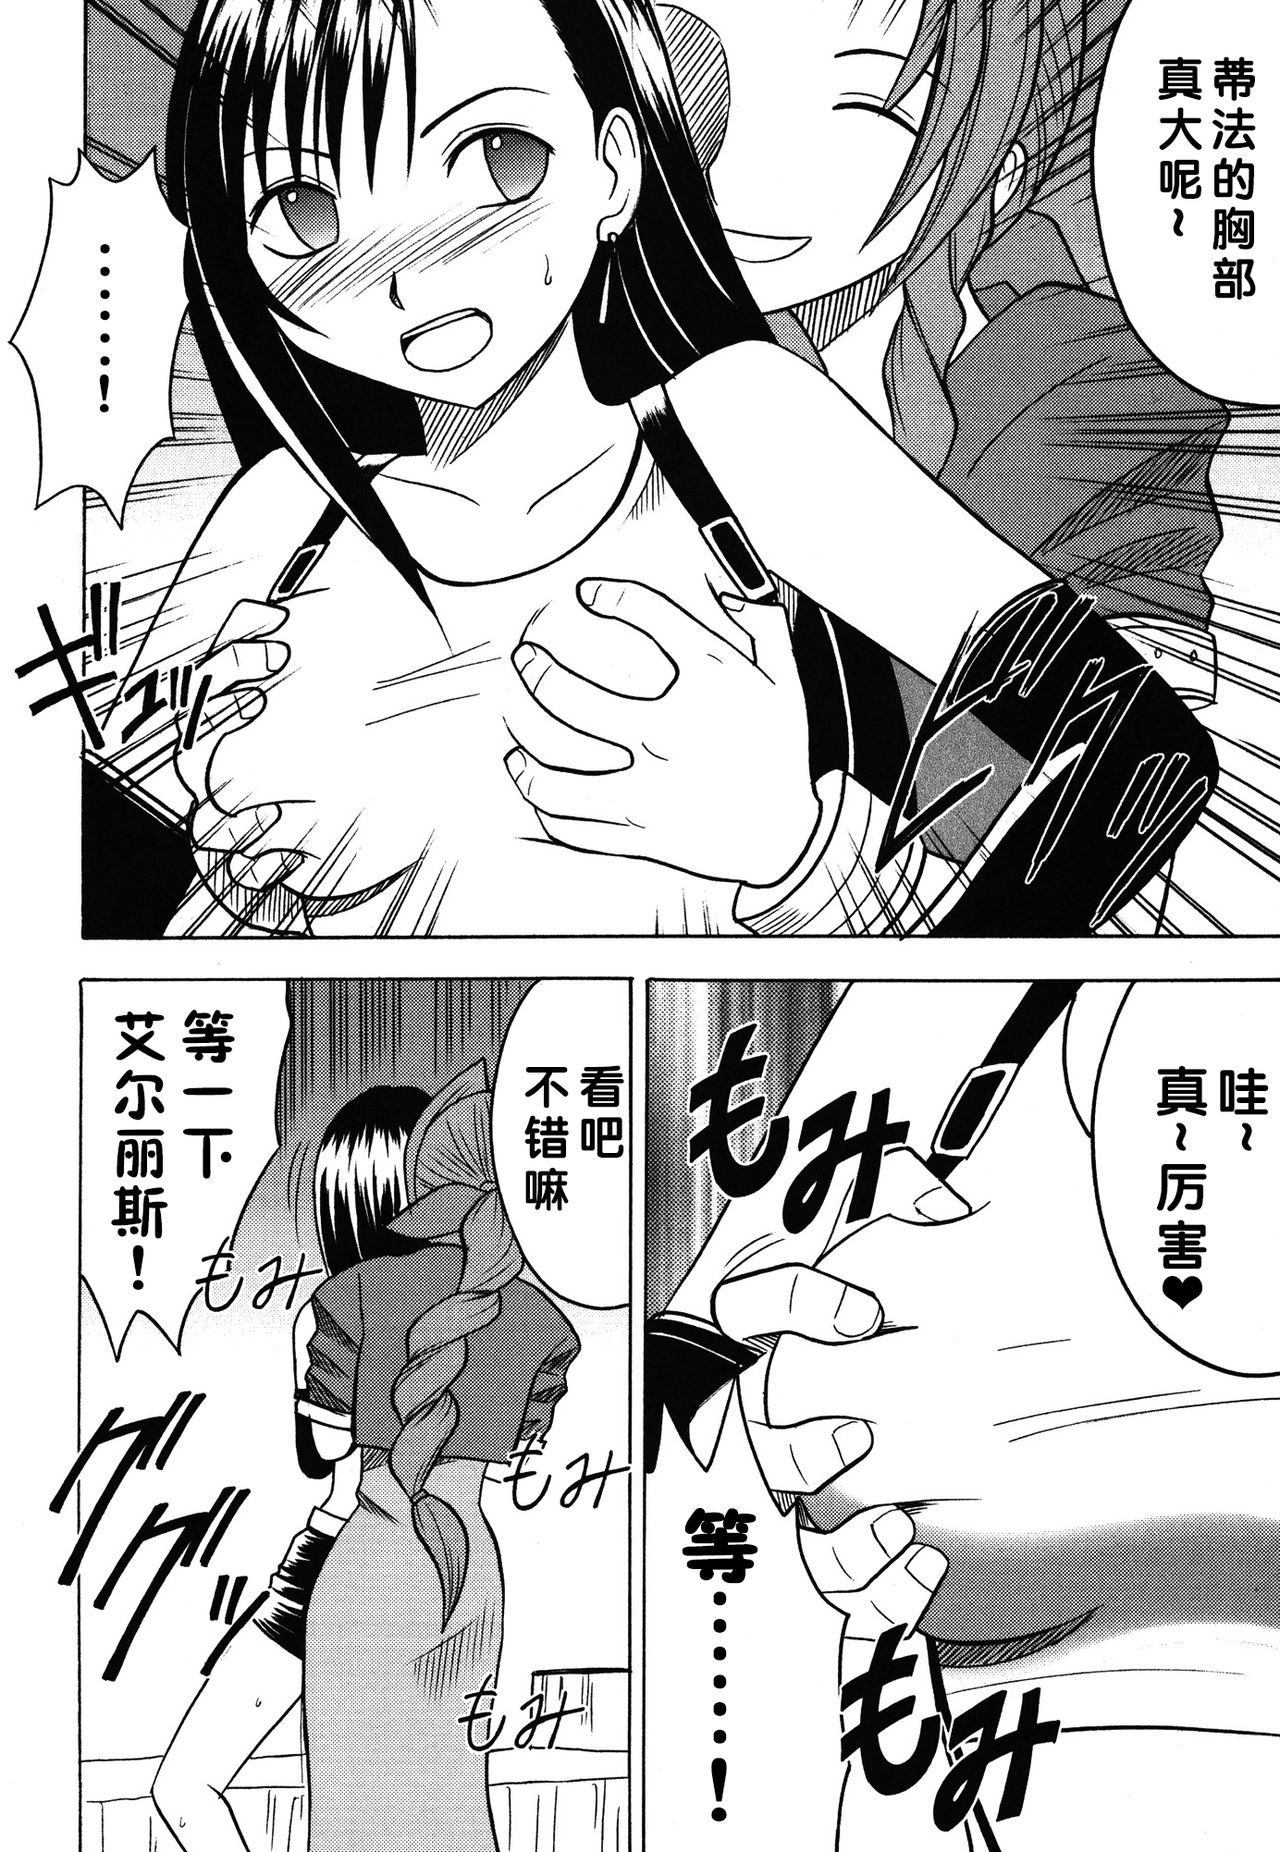 蒂法的胸部
真大呢~
……！
ギュッ
グッ
哇~
真~厉害♥
もみ
等……！
もみ
看吧
不错嘛
等一下
艾尔丽斯！
もみ
もみ
もみ
ググッ